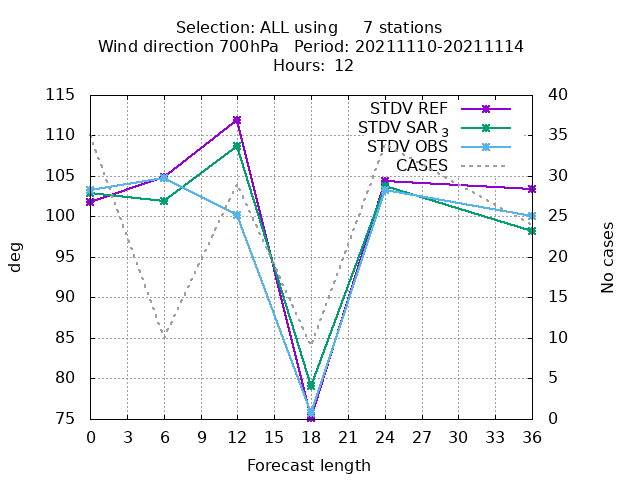 Selection: ALL using 7 stations
Wind direction 700hPa Period: 20211110-20211114
Hours: 12
STDV REF
STDV SAR 3
STDV OBS
CASES
115
110
105
100
95
90
85
80
75
40
35
30
25
20
15
10
5
0
deg
No cases
0 3 6 9 12 15 18 21 24 27 30 33 36
Forecast length